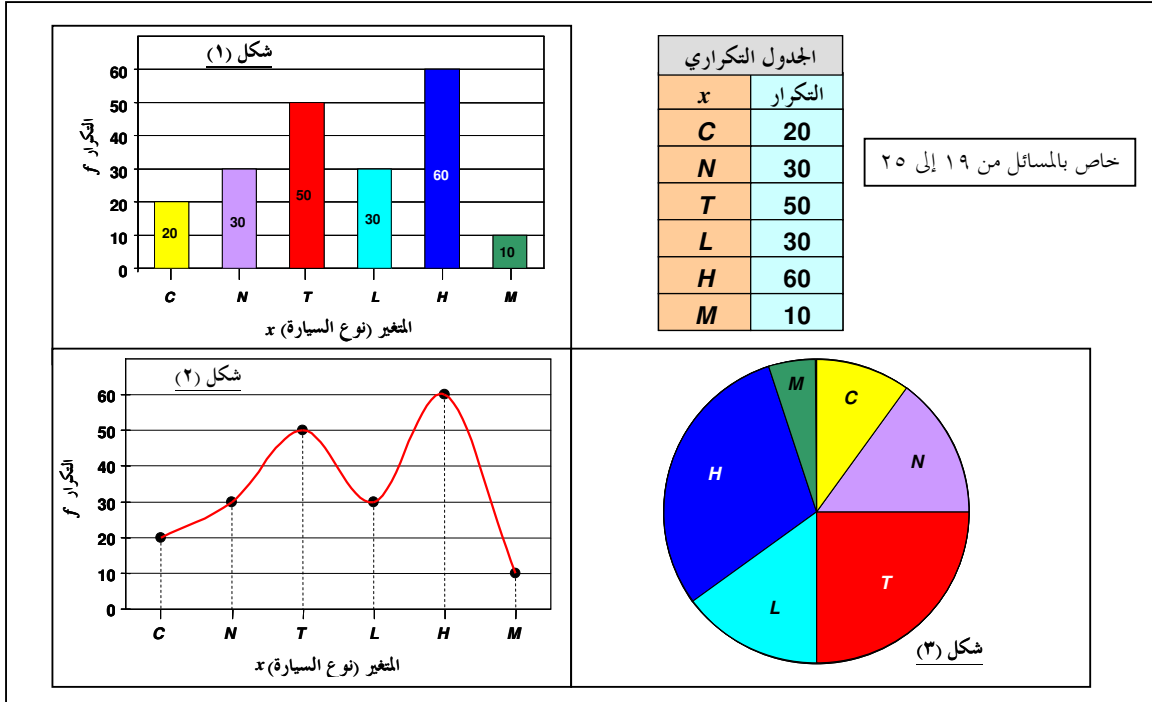 شكل (١)
التكرار f
60
50
40
30
20
10
0
20
30
50
30
60
10
C N T L H M
المتغير (نوع السيارة) x
الجدول التكراري
x التكرار
C 20
N 30
T 50
L 30
H 60
M 10
خاص بالمسائل من ١٩ إلى ٢٥
شكل (٢)
التكرار f
60
50
40
30
20
10
0
C N T L H M
المتغير (نوع السيارة) x
M
C
N
H
T
L
شكل (٣)